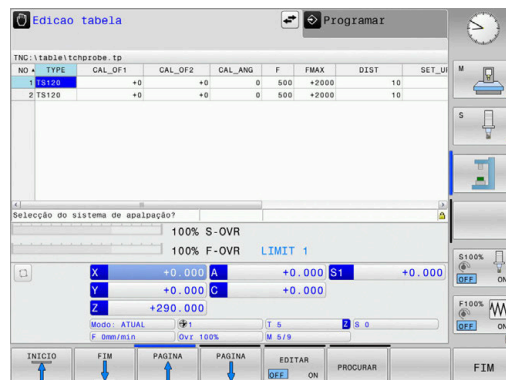 Edicao tabela
Programar
TNC:\table\tchprobe.tp
NO TYPE CAL_OF1 CAL_OF2 CAL_ANG F FMAX DIST
1 TS120 +0 +0 0 500 +2000 10
2 TS120 +0 +0 0 500 +2000 10
Selecção do sistema de apalpação?
100% S-OVR
100% F-OVR LIMIT 1
X +0.000 A +0.000 S1 +0.000
Y +0.000 C +0.000
Z +290.000
Modo: ATUAL 1 T 5 Z S 0
F 0mm/min Ovr 100% M 5/9
M
S
S100%
OFF ON
F100%
OFF ON
INICIO FIM PAGINA PAGINA EDITAR PROCURAR FIM
OFF ON